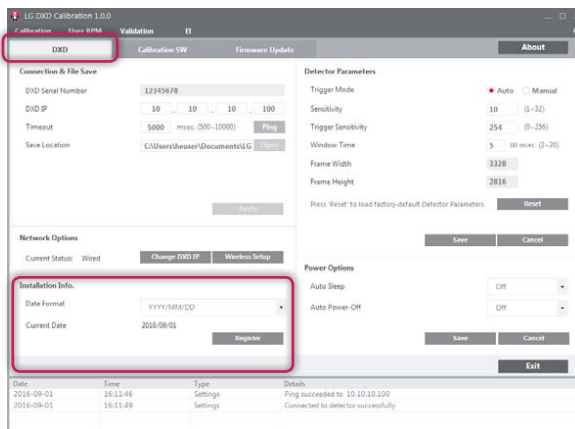 LG DXD Calibration 1.0.0
Calibration User RPM Validation EI
DXD Calibration SW Firmware Update About
Connection & File Save
DXD Serial Number 12345678
DXD IP 10 . 10 . 10 . 100
Timeout 5000 msec. (500~10000) Ping
Save Location C:\Users\heuser\Documents\LG Open
Apply
Network Options
Current Status: Wired Change DXD IP Wireless Setup
Installation Info.
Date Format YYYY/MM/DD
Current Date 2016/09/01
Register
Detector Parameters
Trigger Mode Auto Manual
Sensitivity 10 (1~32)
Trigger Sensitivity 254 (0~256)
Window Time 5 00 msec (2~20)
Frame Width 3328
Frame Height 2816
Press 'Reset' to load factory-default Detector Parameters. Reset
Save Cancel
Power Options
Auto Sleep Off
Auto Power-Off Off
Save Cancel
Exit
Date Time Type Details
2016-09-01 16:11:46 Settings Ping succeeded to 10.10.10.100
2016-09-01 16:11:49 Settings Connected to detector successfully